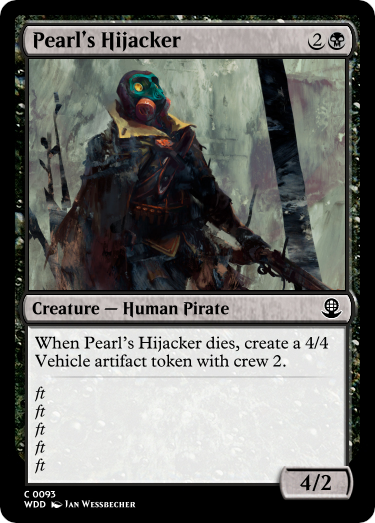 Pearl's Hijacker 2
Creature — Human Pirate
When Pearl's Hijacker dies, create a 4/4
Vehicle artifact token with crew 2.
ft
ft
ft
ft
ft
4/2
C 0093
WDD Jan Wessbecher